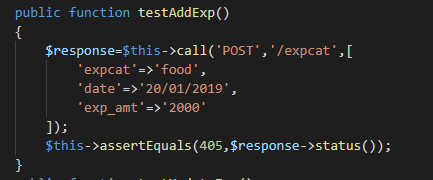 public function testAddExp()
{
$response=$this->call('POST','/expcat',[
'expcat'=>'food',
'date'=>'20/01/2019',
'exp_amt'=>'2000'
]);
$this->assertEquals(405,$response->status());
}